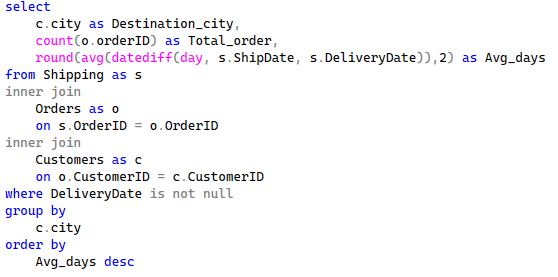 select
    c.city as Destination_city,
    count(o.orderID) as Total_order,
    round(avg(datediff(day, s.ShipDate, s.DeliveryDate)),2) as Avg_days
from Shipping as s
inner join
    Orders as o
    on s.OrderID = o.OrderID
inner join
    Customers as c
    on o.CustomerID = c.CustomerID
where DeliveryDate is not null
group by
    c.city
order by
    Avg_days desc